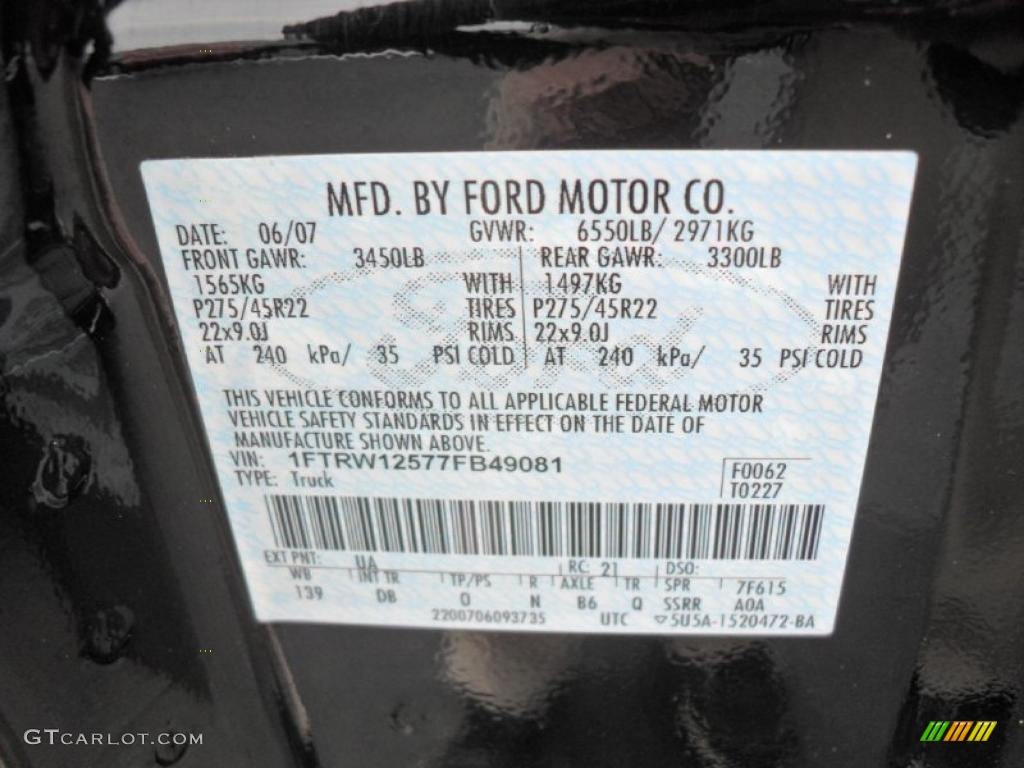 MFD. BY FORD MOTOR CO.
DATE: 06/07 GVWR: 6550LB/ 2971KG
FRONT GAWR: 3450LB REAR GAWR: 3300LB
1565KG WITH 1497KG WITH
P275/45R22 TIRES P275/45R22 TIRES
22x9.0J RIMS 22x9.0J RIMS
AT 240 kPa/ 35 PSI COLD AT 240 kPa/ 35 PSI COLD
THIS VEHICLE CONFORMS TO ALL APPLICABLE FEDERAL MOTOR
VEHICLE SAFETY STANDARDS IN EFFECT ON THE DATE OF
MANUFACTURE SHOWN ABOVE.
VIN: 1FTRW12577FB49081
TYPE: Truck
F0062
T0227
EXT PNT: UA RC: 21 DSO:
WB INT TR TP/PS R AXLE TR SPR 7F615
139 DB O N B6 Q SSRR A0A
2200706093735 UTC ▽5U5A-1520472-BA
GTCARLOT.COM